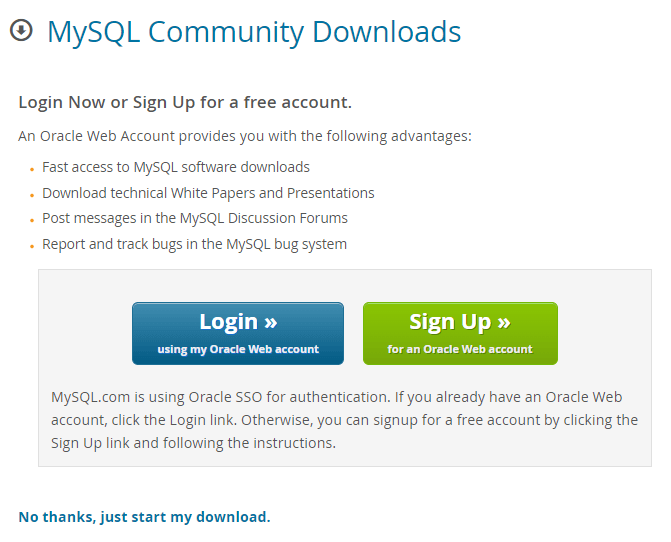 MySQL Community Downloads
Login Now or Sign Up for a free account.
An Oracle Web Account provides you with the following advantages:
Fast access to MySQL software downloads
Download technical White Papers and Presentations
Post messages in the MySQL Discussion Forums
Report and track bugs in the MySQL bug system
Login »
using my Oracle Web account
Sign Up »
for an Oracle Web account
MySQL.com is using Oracle SSO for authentication. If you already have an Oracle Web
account, click the Login link. Otherwise, you can signup for a free account by clicking the
Sign Up link and following the instructions.
No thanks, just start my download.